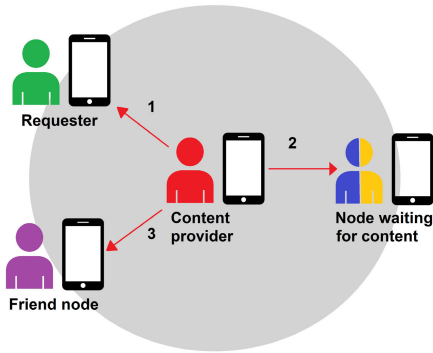 1
Requester
2
Content
provider
Node waiting
for content
3
Friend node